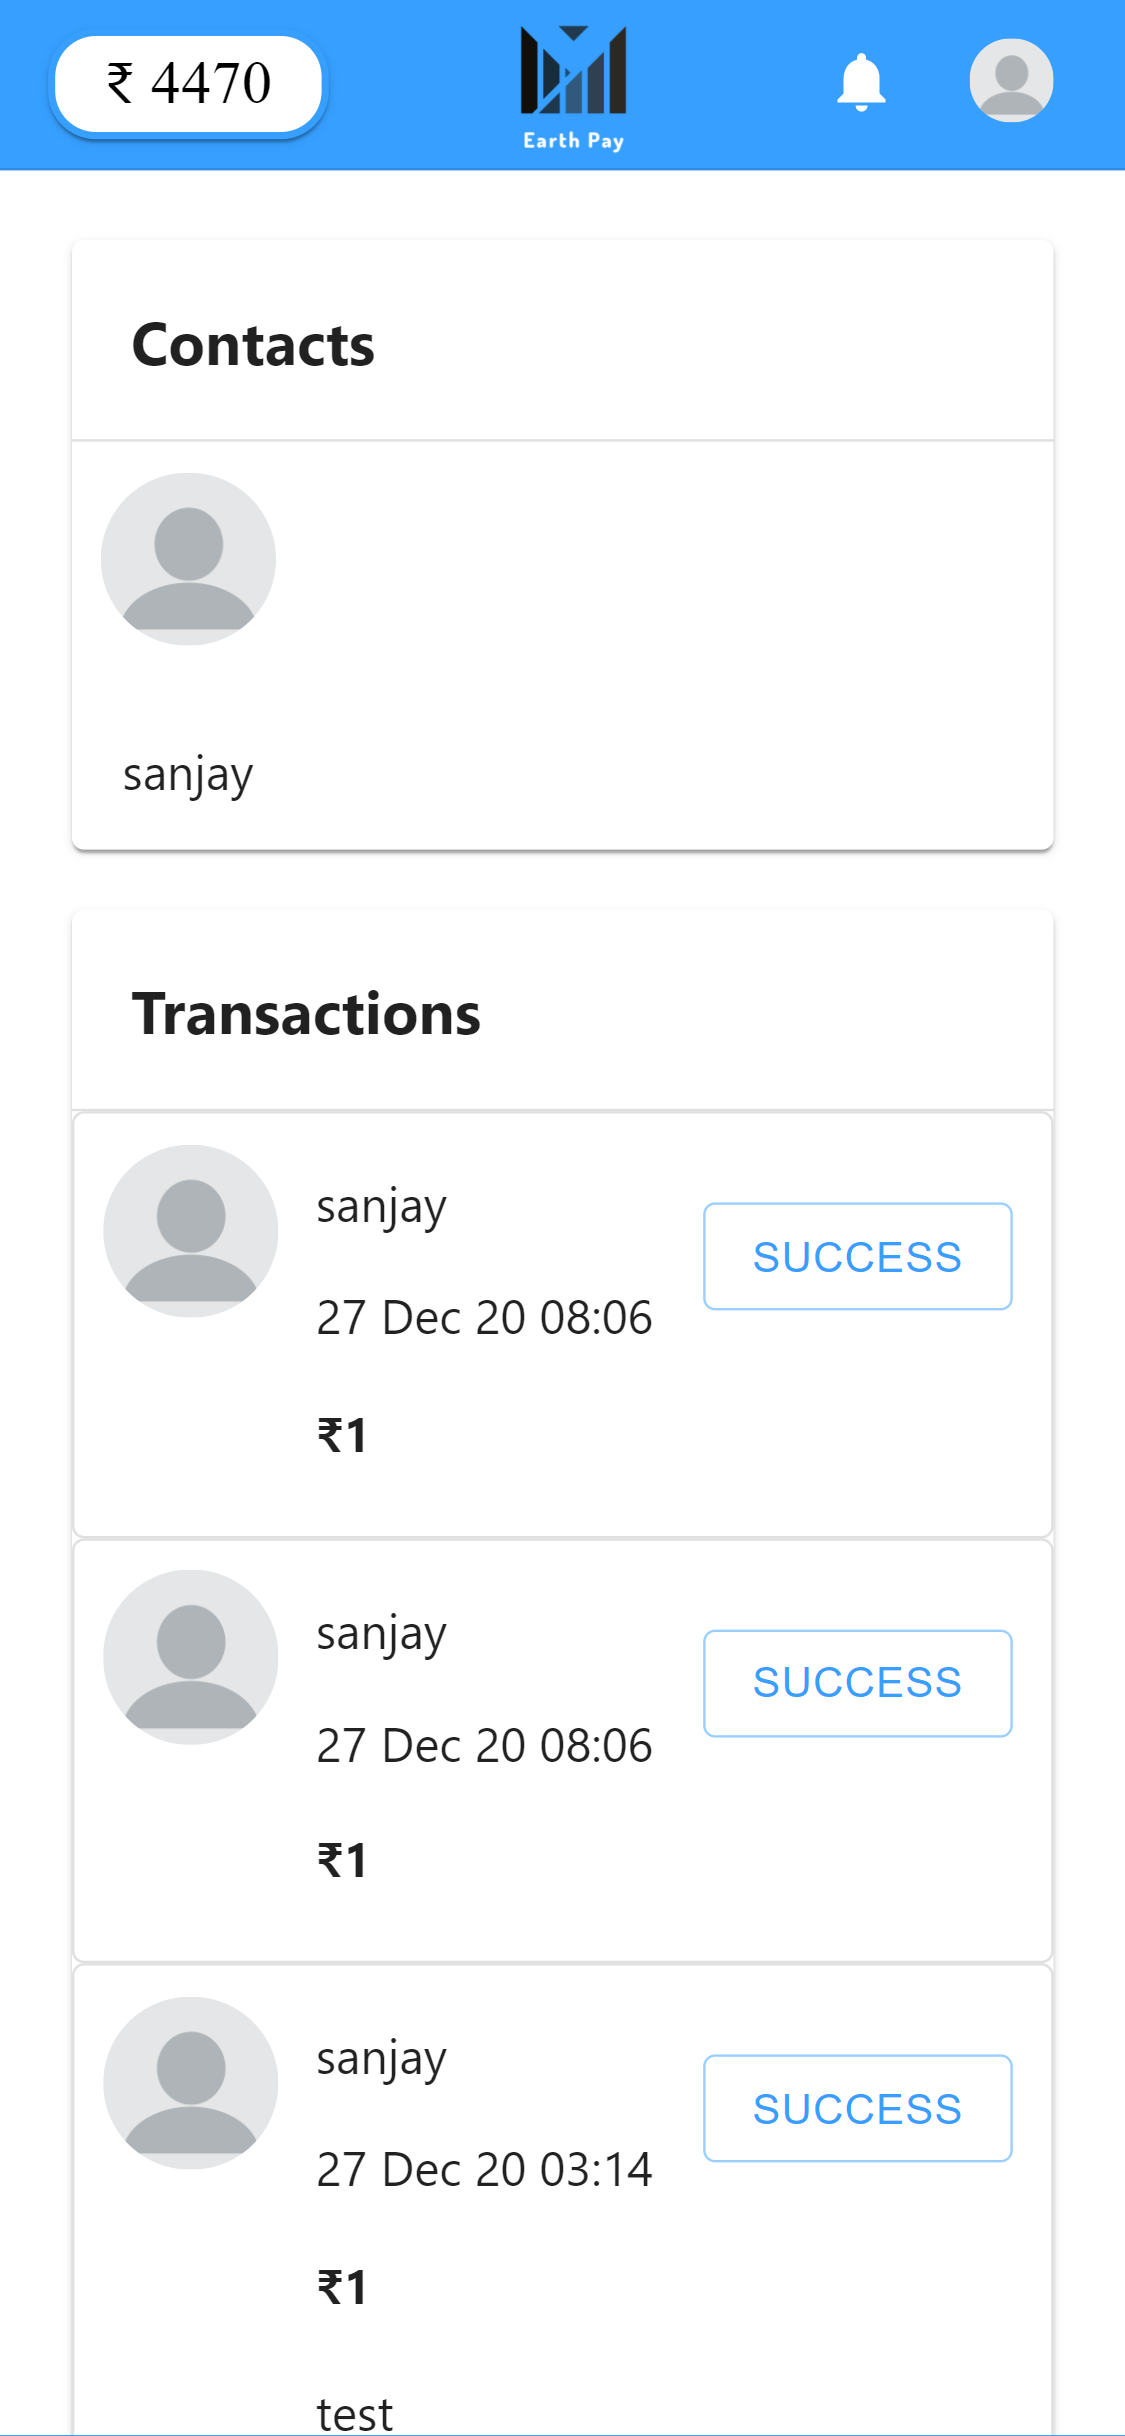 ₹ 4470
Earth Pay
Contacts
sanjay
Transactions
sanjay
SUCCESS
27 Dec 20 08:06
₹1
sanjay
SUCCESS
27 Dec 20 08:06
₹1
sanjay
SUCCESS
27 Dec 20 03:14
₹1
test